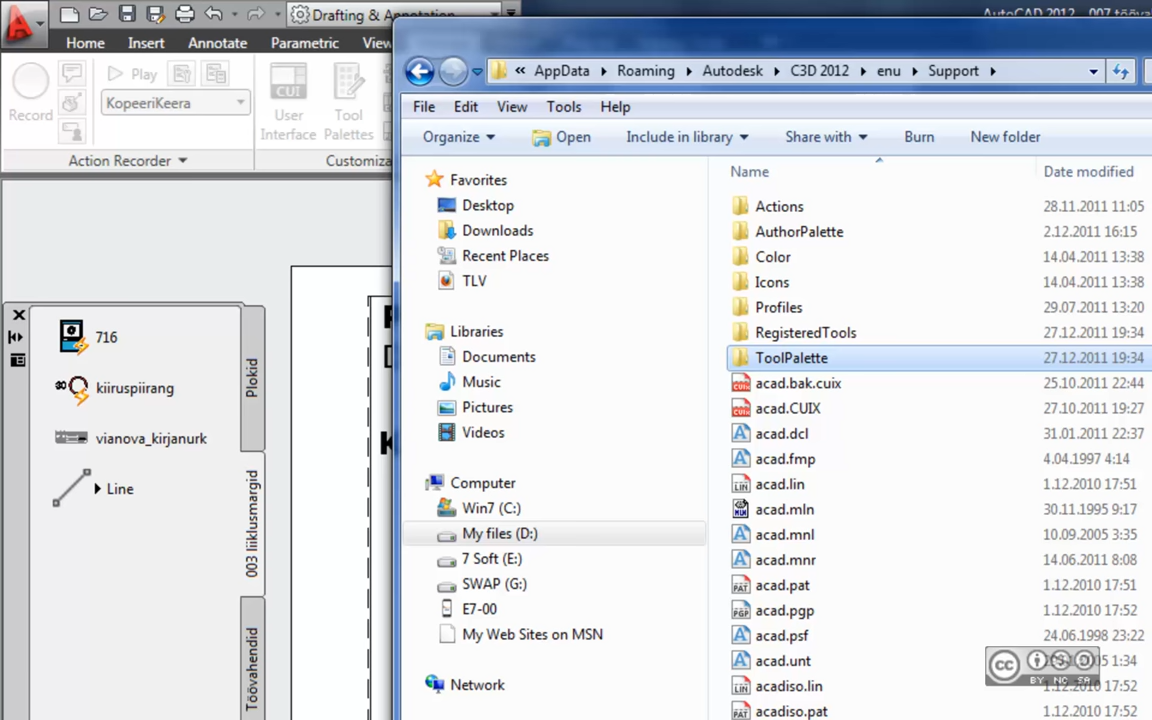 Drafting & Annotation
AutoCAD 2012 007 töövа
Home Insert Annotate Parametric View
Play
KopeeriKeera
Record
CUI
User Interface
Tool Palettes
Action Recorder
Customiza
716
kiiruspiirang
vianova_kirjanurk
Line
Plokid
003 liiklusmargid
Töövahendid
« AppData Roaming Autodesk C3D 2012 enu Support
File Edit View Tools Help
Organize Open Include in library Share with Burn New folder
Favorites
Desktop
Downloads
Recent Places
TLV
Libraries
Documents
Music
Pictures
Videos
Computer
Win7 (C:)
My files (D:)
7 Soft (E:)
SWAP (G:)
E7-00
My Web Sites on MSN
Network
Name Date modified
Actions 28.11.2011 11:05
AuthorPalette 2.12.2011 16:15
Color 14.04.2011 13:38
Icons 14.04.2011 13:38
Profiles 29.07.2011 13:20
RegisteredTools 27.12.2011 19:34
ToolPalette 27.12.2011 19:34
acad.bak.cuix 25.10.2011 22:44
acad.CUIX 27.10.2011 19:27
acad.dcl 31.01.2011 22:37
acad.fmp 4.04.1997 4:14
acad.lin 1.12.2010 17:51
acad.mln 30.11.1995 9:17
acad.mnl 10.09.2005 3:35
acad.mnr 14.06.2011 8:08
acad.pat 1.12.2010 17:51
acad.pgp 1.12.2010 17:52
acad.psf 24.06.1998 23:22
acad.unt 1:34
acadiso.lin 1.12.2010 17:52
acadiso.pat 1.12.2010 17:52
cc BY NC SA